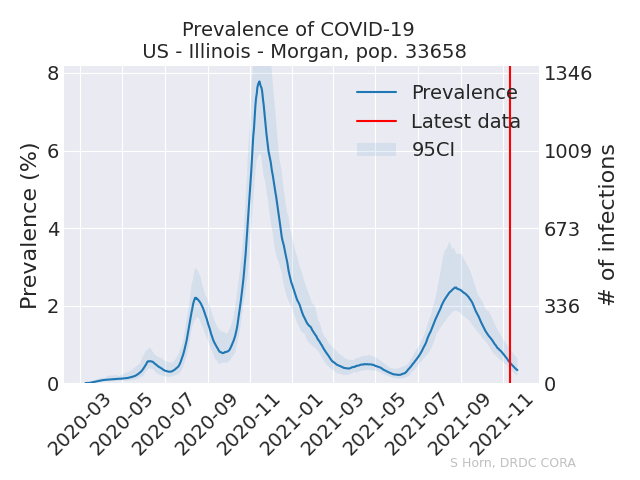 Prevalence of COVID-19
US - Illinois - Morgan, pop. 33658
Prevalence (%)
8
6
4
2
0
Prevalence
Latest data
95CI
1346
1009
673
336
0
# of infections
2020-03
2020-05
2020-07
2020-09
2020-11
2021-01
2021-03
2021-05
2021-07
2021-09
2021-11
S Horn, DRDC CORA